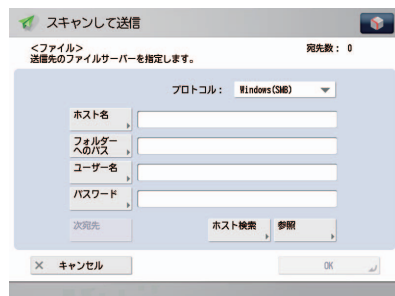 スキャンして送信
<ファイル>
宛先数： 0
送信先のファイルサーバーを指定します。
プロトコル： Windows(SMB)
ホスト名
フォルダー
へのパス
ユーザー名
パスワード
次宛先
ホスト検索
参照
× キャンセル
OK